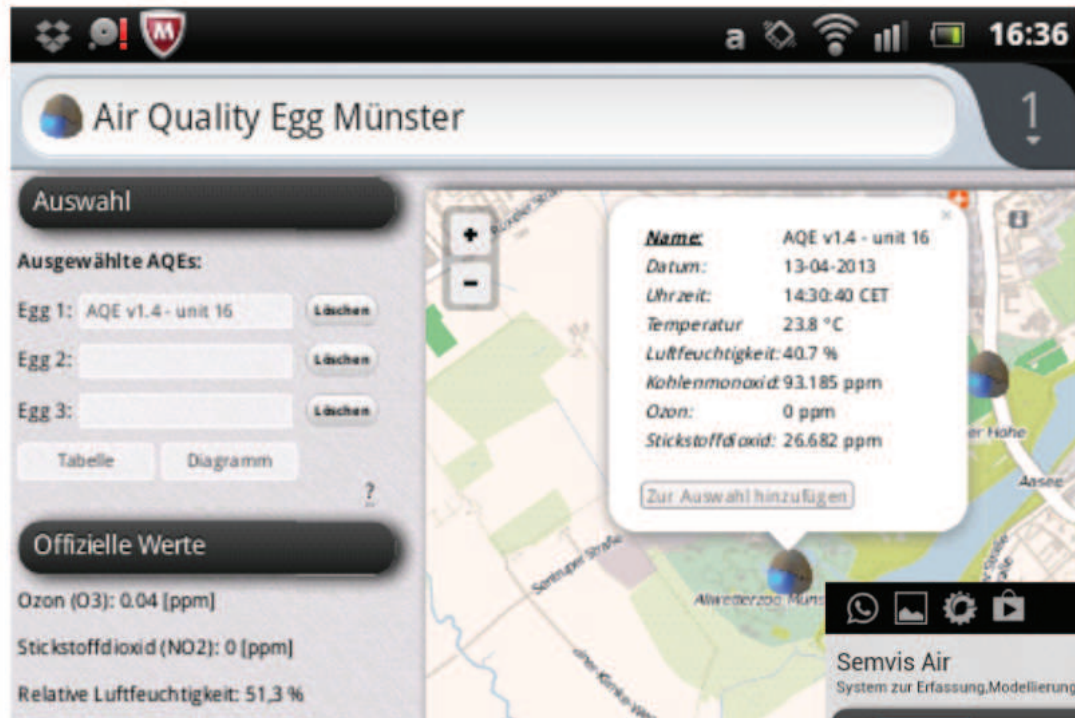 a 16:36
Air Quality Egg Münster
1
Auswahl
Ausgewählte AQEs:
Egg 1: AQE v1.4 - unit 16 Löschen
Egg 2: Löschen
Egg 3: Löschen
Tabelle Diagramm
?
Offizielle Werte
Ozon (O3): 0.04 [ppm]
Stickstoffdioxid (NO2): 0 [ppm]
Relative Luftfeuchtigkeit: 51,3 %
+
-
Name: AQE v1.4 - unit 16
Datum: 13-04-2013
Uhrzeit: 14:30:40 CET
Temperatur 23.8 °C
Luftfeuchtigkeit: 40.7 %
Kohlenmonoxid: 93.185 ppm
Ozon: 0 ppm
Stickstoffdioxid: 26.682 ppm
Zur Auswahl hinzufügen
er Höhe
Aasee
Sentruper Straße
Allwetterzoo Müns
Semvis Air
System zur Erfassung,Modellierung